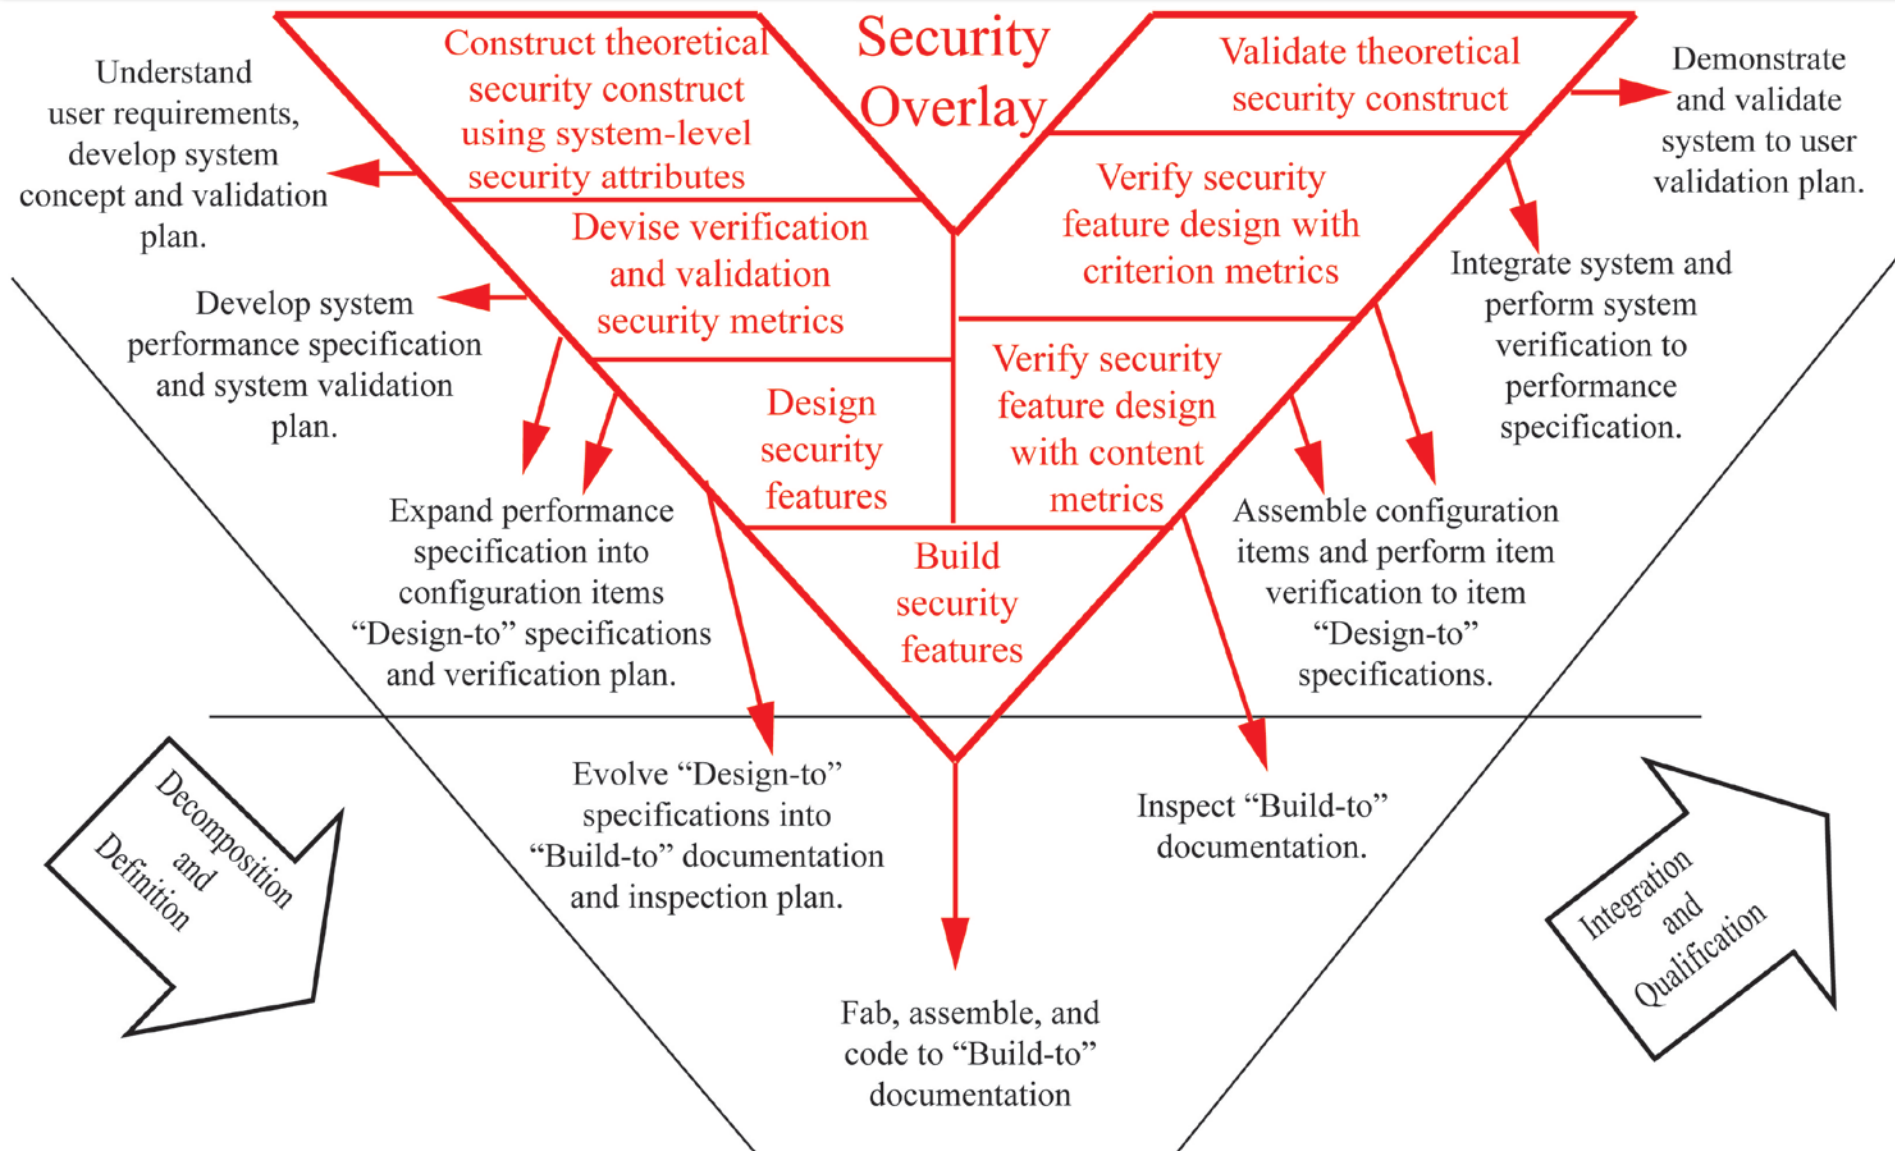 Security
Overlay
Construct theoretical
security construct
using system-level
security attributes
Validate theoretical
security construct
Understand
user requirements,
develop system
concept and validation
plan.
Demonstrate
and validate
system to user
validation plan.
Devise verification
and validation
security metrics
Verify security
feature design with
criterion metrics
Develop system
performance specification
and system validation
plan.
Integrate system and
perform system
verification to
performance
specification.
Design
security
features
Verify security
feature design
with content
metrics
Expand performance
specification into
configuration items
“Design-to” specifications
and verification plan.
Build
security
features
Assemble configuration
items and perform item
verification to item
“Design-to”
specifications.
Decomposition
and
Definition
Evolve “Design-to”
specifications into
“Build-to” documentation
and inspection plan.
Inspect “Build-to”
documentation.
Integration
and
Qualification
Fab, assemble, and
code to “Build-to”
documentation